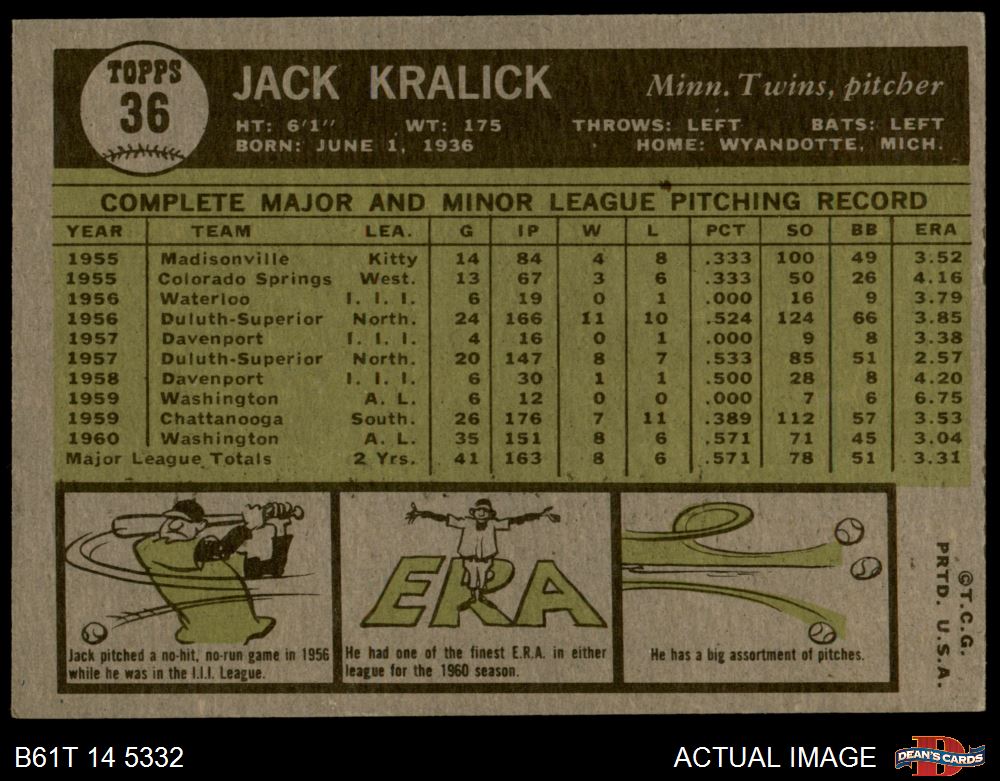 TOPPS
36
JACK KRALICK
Minn. Twins, pitcher
HT: 6'1" WT: 175 THROWS: LEFT BATS: LEFT
BORN: JUNE 1, 1936 HOME: WYANDOTTE, MICH.
COMPLETE MAJOR AND MINOR LEAGUE PITCHING RECORD
YEAR TEAM LEA. G IP W L PCT SO BB ERA
1955 Madisonville Kitty 14 84 4 8 .333 100 49 3.52
1955 Colorado Springs West. 13 67 3 6 .333 50 26 4.16
1956 Waterloo I. I. I. 6 19 0 1 .000 16 9 3.79
1956 Duluth-Superior North. 24 166 11 10 .524 124 66 3.85
1957 Davenport I. I. I. 4 16 0 1 .000 9 8 3.38
1957 Duluth-Superior North. 20 147 8 7 .533 85 51 2.57
1958 Davenport I. I. I. 6 30 1 1 .500 28 8 4.20
1959 Washington A. L. 6 12 0 0 .000 7 6 6.75
1959 Chattanooga South. 26 176 7 11 .389 112 57 3.53
1960 Washington A. L. 35 151 8 6 .571 71 45 3.04
Major League Totals 2 Yrs. 41 163 8 6 .571 78 51 3.31
Jack pitched a no-hit, no-run game in 1956
while he was in the I.I.I. League.
ERA
He had one of the finest E.R.A. in either
league for the 1960 season.
He has a big assortment of pitches.
©T.C.G.
PRTD. U.S.A.
B61T 14 5332
ACTUAL IMAGE
D
DEAN'S CARDS